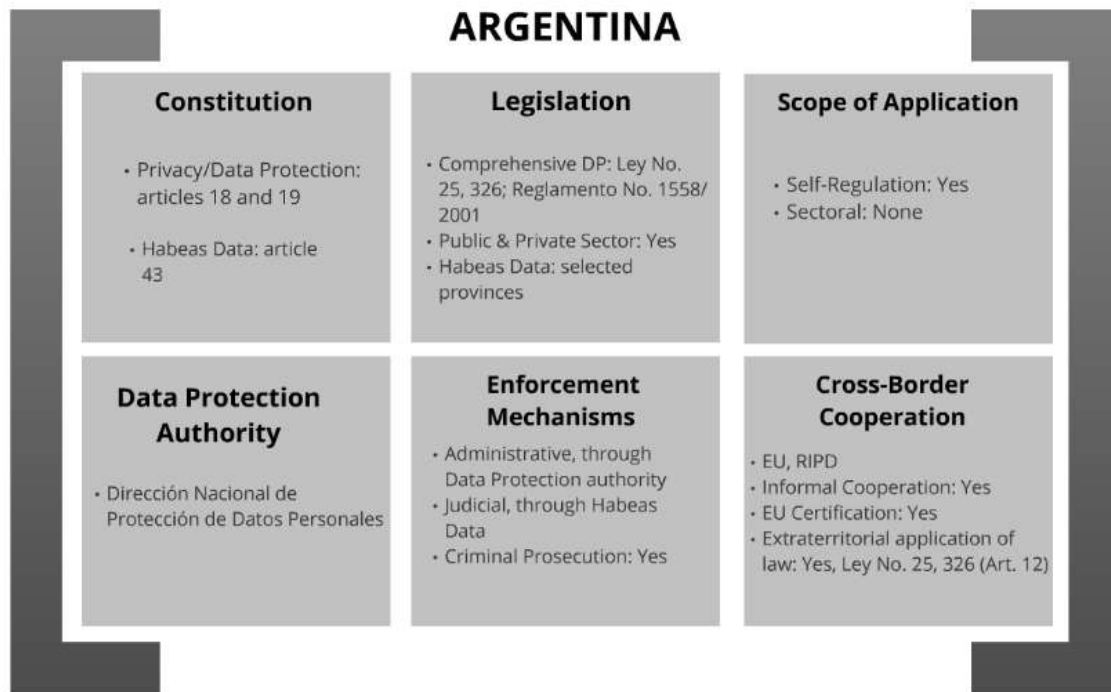 ARGENTINA
Constitution
• Privacy/Data Protection:
articles 18 and 19
• Habeas Data: article
43
Legislation
• Comprehensive DP: Ley No.
25, 326; Reglamento No. 1558/
2001
• Public & Private Sector: Yes
• Habeas Data: selected
provinces
Scope of Application
• Self-Regulation: Yes
• Sectoral: None
Data Protection
Authority
• Dirección Nacional de
Protección de Datos Personales
Enforcement
Mechanisms
• Administrative, through
Data Protection authority
• Judicial, through Habeas
Data
• Criminal Prosecution: Yes
Cross-Border
Cooperation
• EU, RIPD
• Informal Cooperation: Yes
• EU Certification: Yes
• Extraterritorial application of
law: Yes, Ley No. 25, 326 (Art. 12)